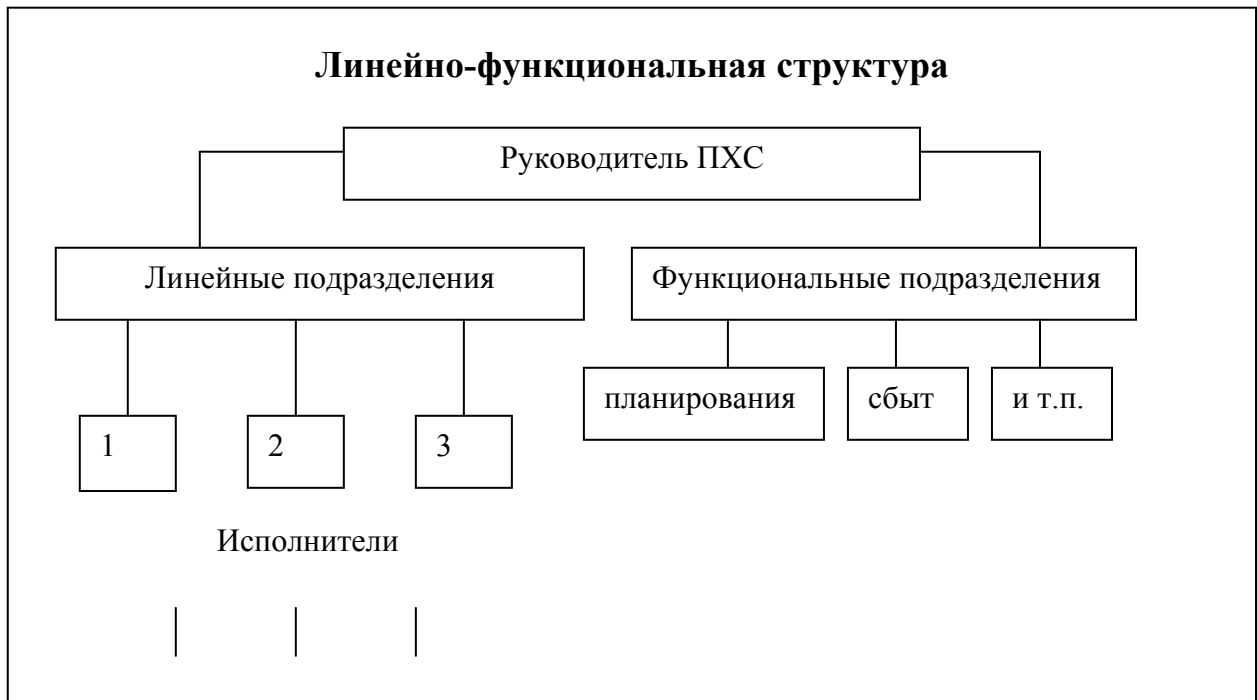 Линейно-функциональная структура
Руководитель ПХС
Линейные подразделения
Функциональные подразделения
планирования
сбыт
и т.п.
1
2
3
Исполнители